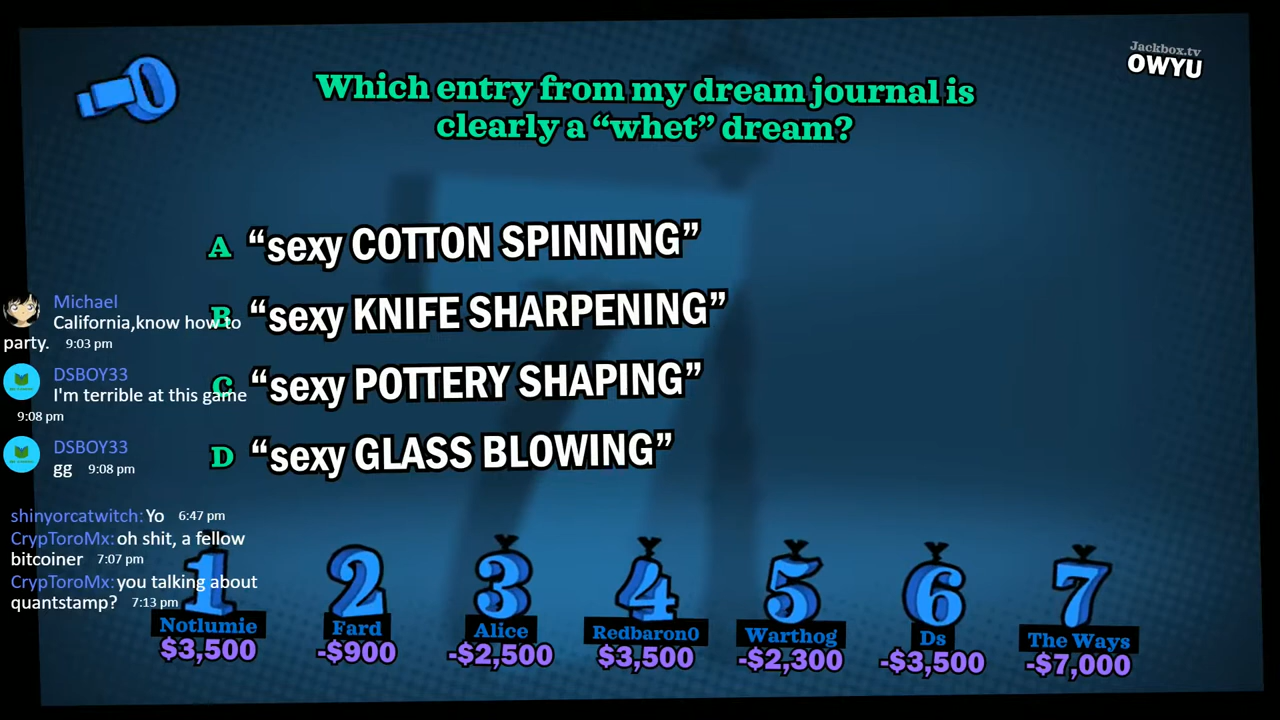 Jackbox.tv
OWYU
0
Which entry from my dream journal is
clearly a “whet” dream?
A “sexy COTTON SPINNING”
B “sexy KNIFE SHARPENING”
C “sexy POTTERY SHAPING”
D “sexy GLASS BLOWING”
Michael
California,know how to
party. 9:03 pm
DSBOY33
I'm terrible at this game
9:08 pm
DSBOY33
gg 9:08 pm
shinyorcatwitch: Yo 6:47 pm
CrypToroMx: oh shit, a fellow
bitcoiner 7:07 pm
CrypToroMx: you talking about
quantstamp? 7:13 pm
1 2 3 4 5 6 7
Notlumie Fard Alice Redbaron0 Warthog Ds The Ways
$3,500 -$900 -$2,500 $3,500 -$2,300 -$3,500 -$7,000